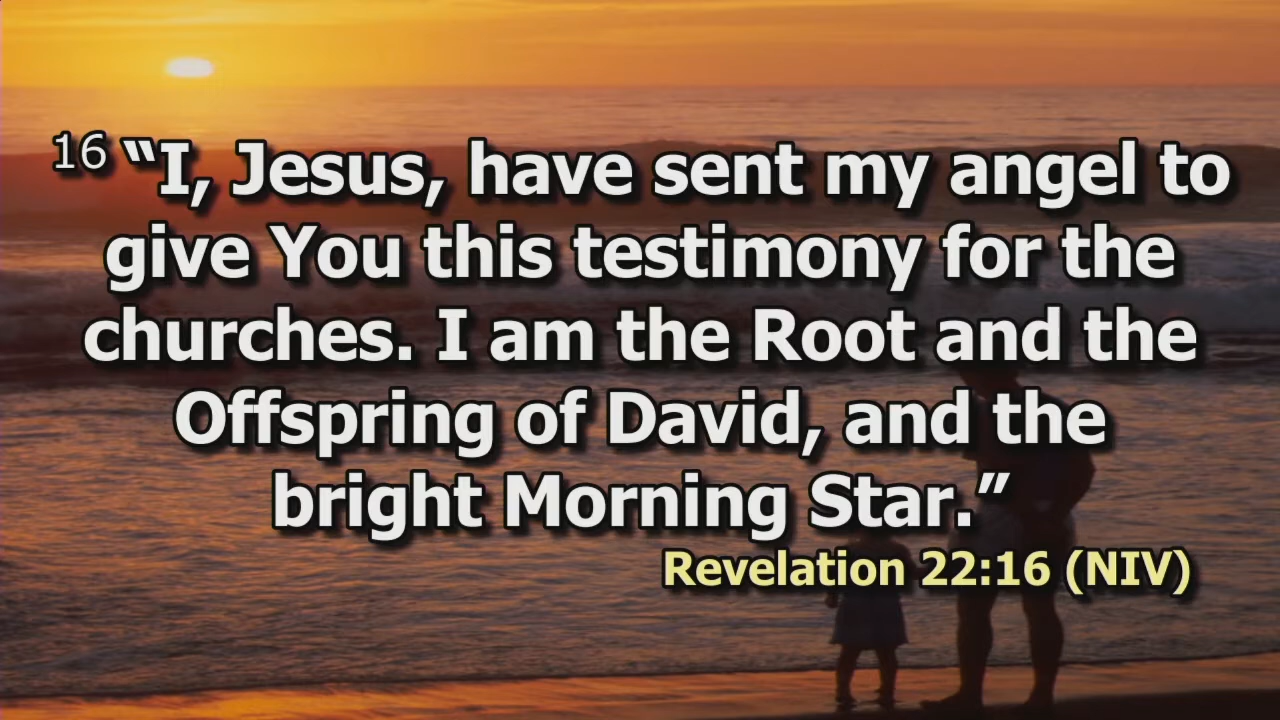 16 “I, Jesus, have sent my angel to
give You this testimony for the
churches. I am the Root and the
Offspring of David, and the
bright Morning Star.”
Revelation 22:16 (NIV)